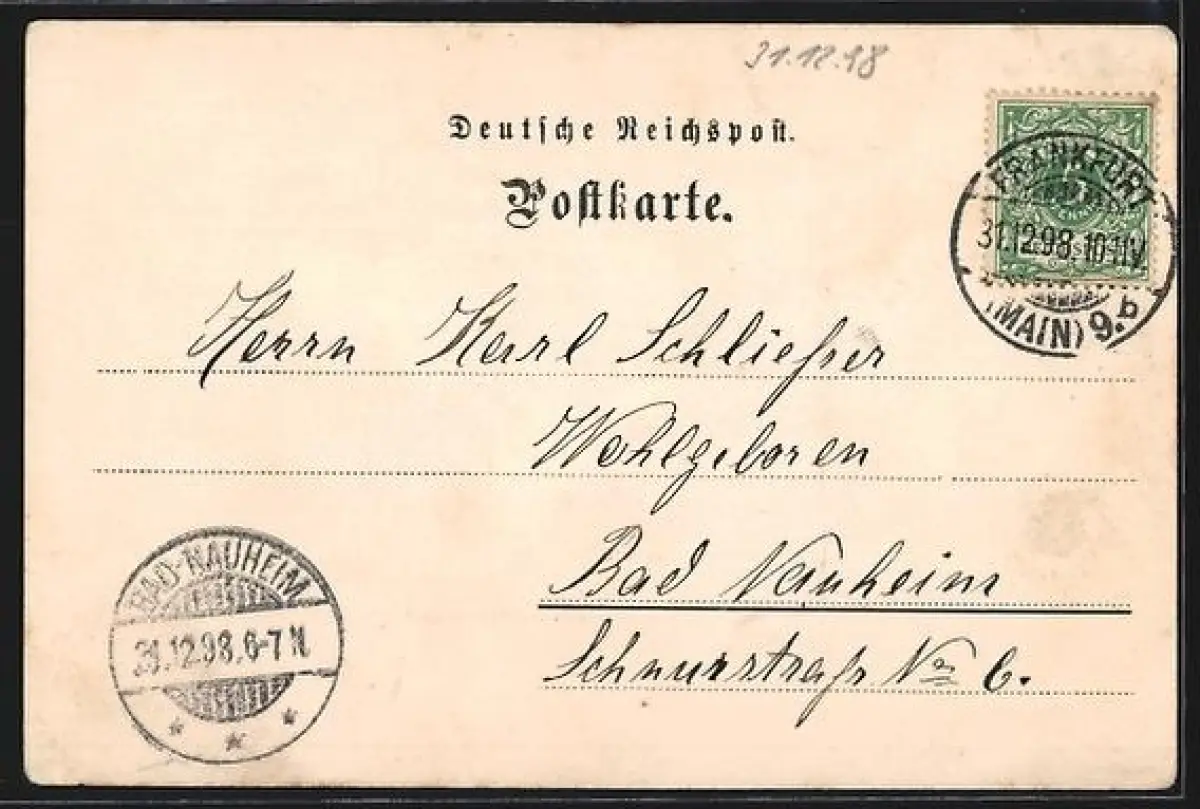 31.12.98
Deutsche Reichspost.
Postkarte.
FRANKFURT
31.12.98.10-11V.
(MAIN) 9.b
Herrn Karl Schließer
Wohlgeboren
Bad Nauheim
Schnurstraße No 6.
BAD-NAUHEIM
31.12.98.6-7N.